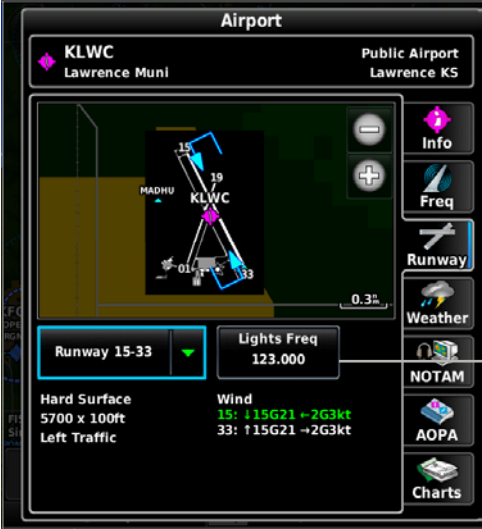 Airport
KLWC
Lawrence Muni
Public Airport
Lawrence KS
15
19
MADHU
KLWC
01
33
0.3
Info
Freq
Runway
Weather
NOTAM
AOPA
Charts
Runway 15-33
Lights Freq
123.000
Hard Surface
5700 x 100ft
Left Traffic
Wind
15: ↓15G21 ←2G3kt
33: ↑15G21 →2G3kt